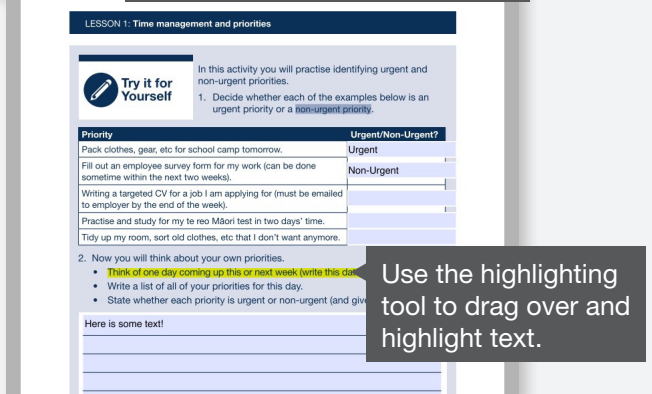 LESSON 1: Time management and priorities
Try it for
Yourself
In this activity you will practise identifying urgent and
non-urgent priorities.
1. Decide whether each of the examples below is an
urgent priority or a non-urgent priority.
Priority Urgent/Non-Urgent?
Pack clothes, gear, etc for school camp tomorrow. Urgent
Fill out an employee survey form for my work (can be done
sometime within the next two weeks). Non-Urgent
Writing a targeted CV for a job I am applying for (must be emailed
to employer by the end of the week).
Practise and study for my te reo Māori test in two days' time.
Tidy up my room, sort old clothes, etc that I don't want anymore.
2. Now you will think about your own priorities.
• Think of one day coming up this or next week (write this
• Write a list of all of your priorities for this day.
• State whether each priority is urgent or non-urgent (and
Here is some text!
Use the highlighting
tool to drag over and
highlight text.